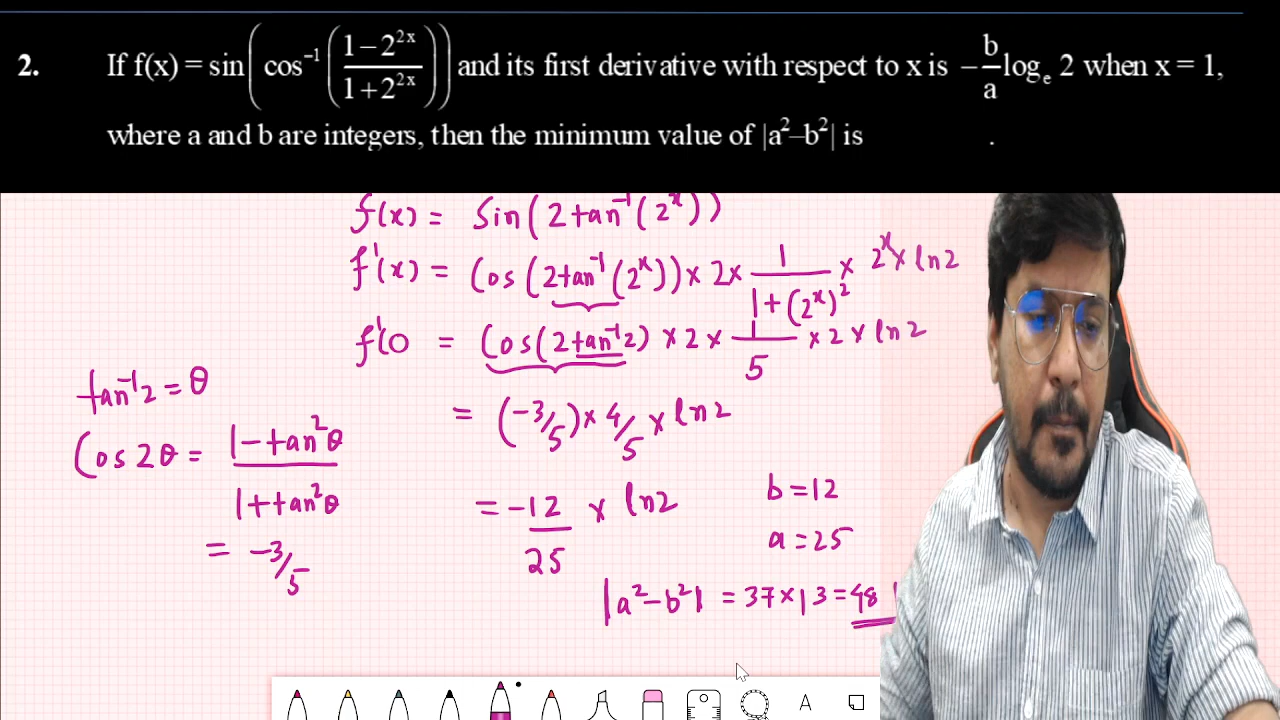 2. If f(x) = sin(cos⁻¹((1−2²ˣ)/(1+2²ˣ))) and its first derivative with respect to x is −(b/a)logₑ 2 when x = 1,
where a and b are integers, then the minimum value of |a²–b²| is .
f(x) = Sin(2tan⁻¹(2ˣ))
f'(x) = Cos(2tan⁻¹(2ˣ)) × 2 × 1/(1+(2ˣ)²) × 2ˣ × ln2
f'() = Cos(2tan⁻¹2) × 2 × 1/5 × 2 × ln2
tan⁻¹2 = θ
= (−3/5) × 4/5 × ln2
Cos2θ = (1−tan²θ)/(1+tan²θ)
= −3/5
= −12/25 × ln2
b = 12
a = 25
|a²−b²| = 37×13 = 48
A